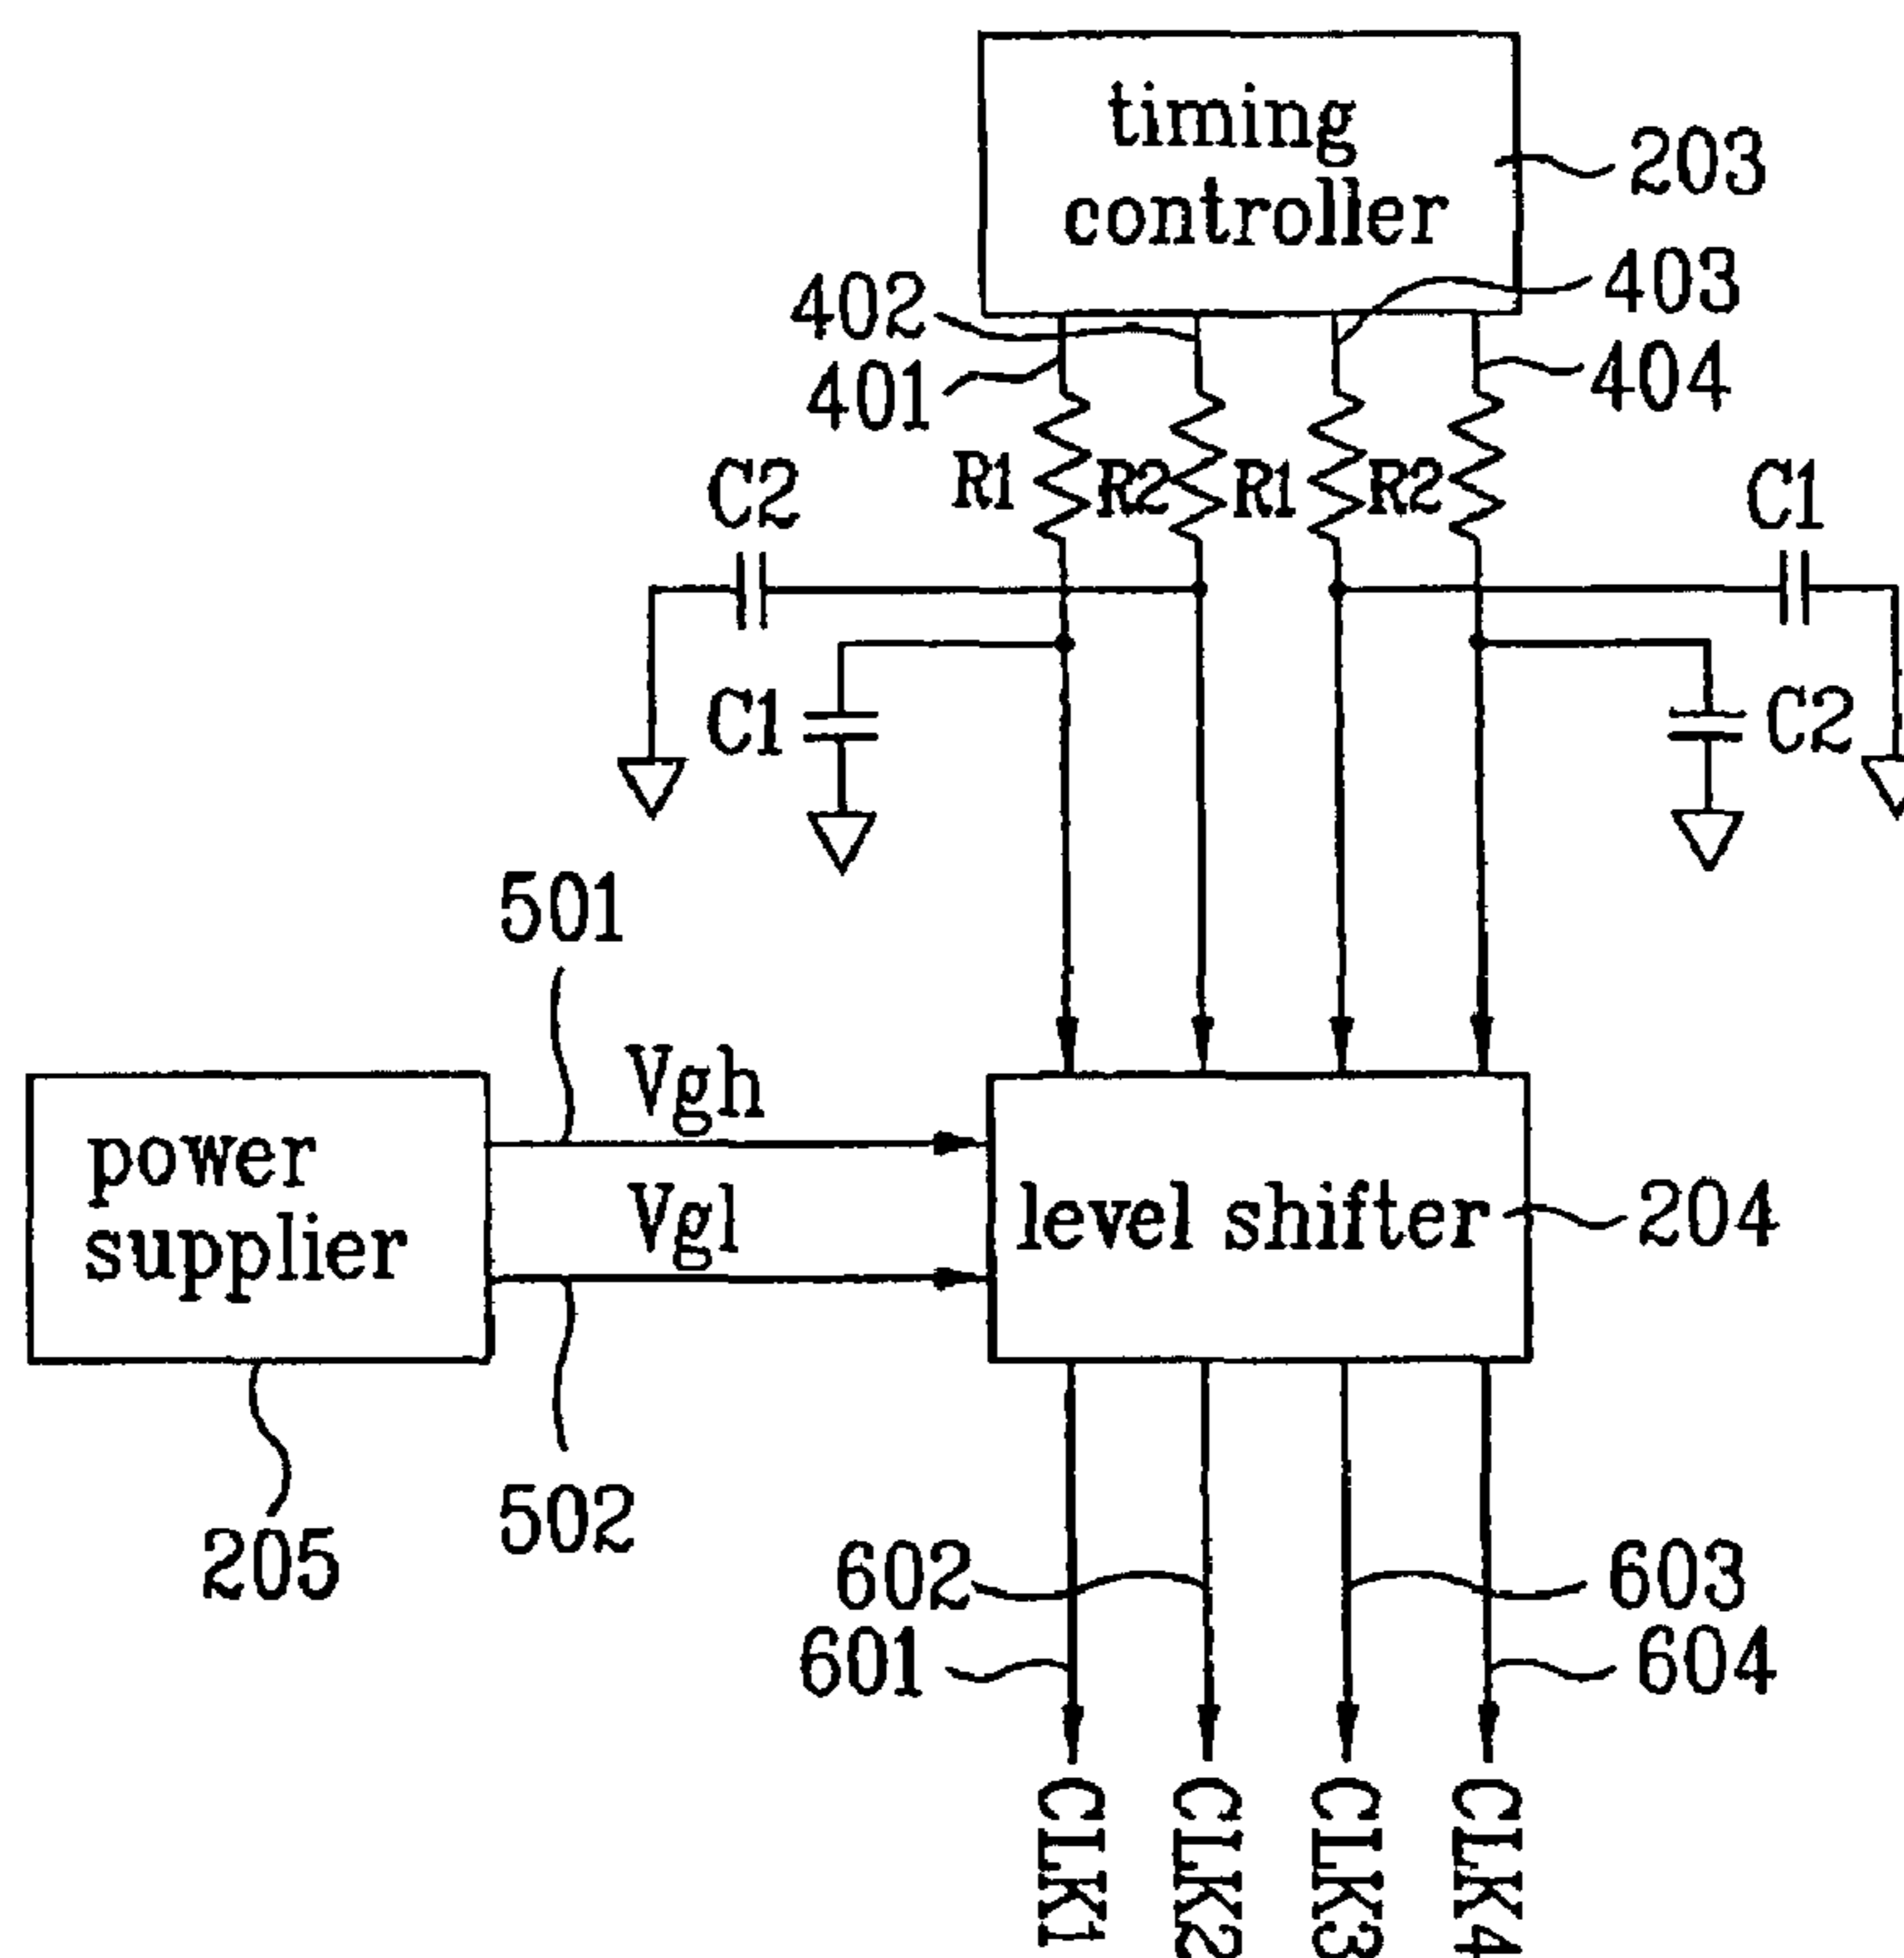 timing
controller
203
402
403
401
404
R1
R2
R1
R2
C2
C1
C1
C2
501
Vgh
power
supplier
Vgl
level shifter
204
502
205
602
603
601
604
CLK1
CLK2
CLK3
CLK4